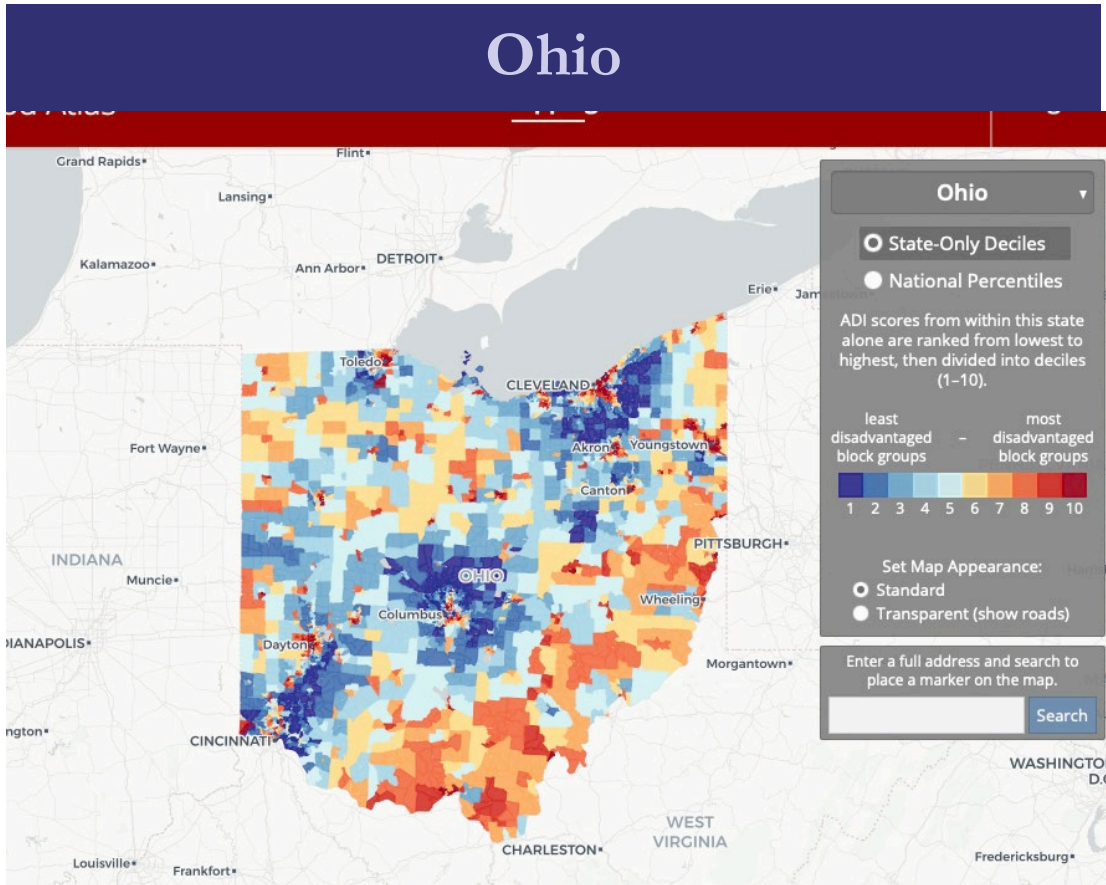 Ohio
Grand Rapids
Flint
Lansing
Kalamazoo
Ann Arbor
DETROIT
Erie
Toledo
CLEVELAND
Fort Wayne
Akron
Youngstown
Canton
PITTSBURGH
INDIANA
Muncie
OHIO
Wheeling
Columbus
DIANAPOLIS
Dayton
Morgantown
ngton
CINCINNATI
WEST
VIRGINIA
CHARLESTON
Louisville
Frankfort
WASHINGTO
Fredericksburg
Ohio
State-Only Deciles
National Percentiles
ADI scores from within this state
alone are ranked from lowest to
highest, then divided into deciles
(1–10).
least – most
disadvantaged disadvantaged
block groups block groups
1 2 3 4 5 6 7 8 9 10
Set Map Appearance:
Standard
Transparent (show roads)
Enter a full address and search to
place a marker on the map.
Search